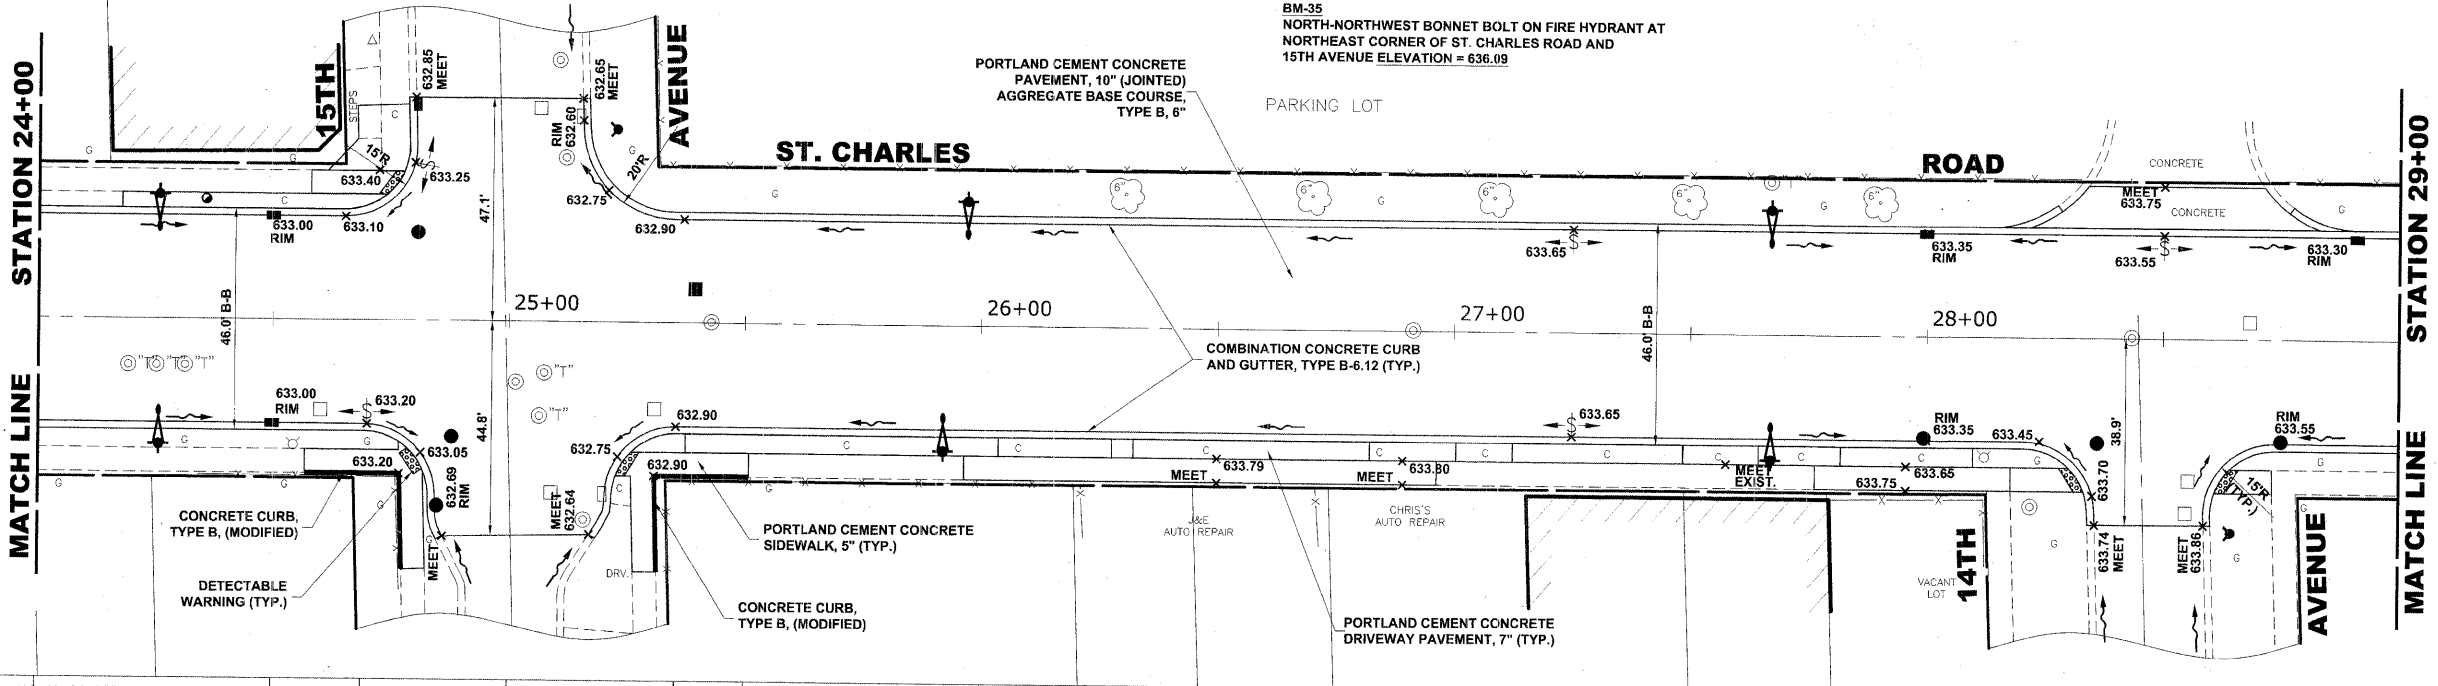 BM-35
NORTH-NORTHWEST BONNET BOLT ON FIRE HYDRANT AT
NORTHEAST CORNER OF ST. CHARLES ROAD AND
15TH AVENUE ELEVATION = 636.09
PORTLAND CEMENT CONCRETE
PAVEMENT, 10" (JOINTED)
AGGREGATE BASE COURSE,
TYPE B, 6"
PARKING LOT
MATCH LINE STATION 24+00
15TH
AVENUE
STEPS
C
632.85
MEET
632.65
MEET
RIM
632.60
15'R
20'R
633.40
633.25
633.00
RIM
633.10
632.75
632.90
47.1'
G
G
C
G
ST. CHARLES
ROAD
G
6"
6"
G
6"
6"
"T"
G
6"
CONCRETE
MEET
633.75
CONCRETE
G
633.65
633.35
RIM
633.55
633.30
RIM
MATCH LINE STATION 29+00
46.0' B-B
25+00
26+00
27+00
28+00
46.0' B-B
"T"
"T"
"T"
"T"
"T"
COMBINATION CONCRETE CURB
AND GUTTER, TYPE B-6.12 (TYP.)
633.00
RIM
633.20
44.8'
632.90
633.65
RIM
633.35
633.45
38.9'
RIM
633.55
G
G
633.20
633.05
632.75
632.90
C
C
C
C
C
C
C
C
G
G
G
G
C
G
632.69
RIM
MEET
MEET
632.64
MEET
633.79
MEET
633.80
MEET
EXIST.
633.65
633.75
633.70
15'R
(TYP.)
G
G
G
G
CONCRETE CURB,
TYPE B, (MODIFIED)
DETECTABLE
WARNING (TYP.)
DRV.
PORTLAND CEMENT CONCRETE
SIDEWALK, 5" (TYP.)
CONCRETE CURB,
TYPE B, (MODIFIED)
J&E
AUTO REPAIR
CHRIS'S
AUTO REPAIR
PORTLAND CEMENT CONCRETE
DRIVEWAY PAVEMENT, 7" (TYP.)
VACANT
LOT
14TH
AVENUE
633.74
MEET
MEET
633.86